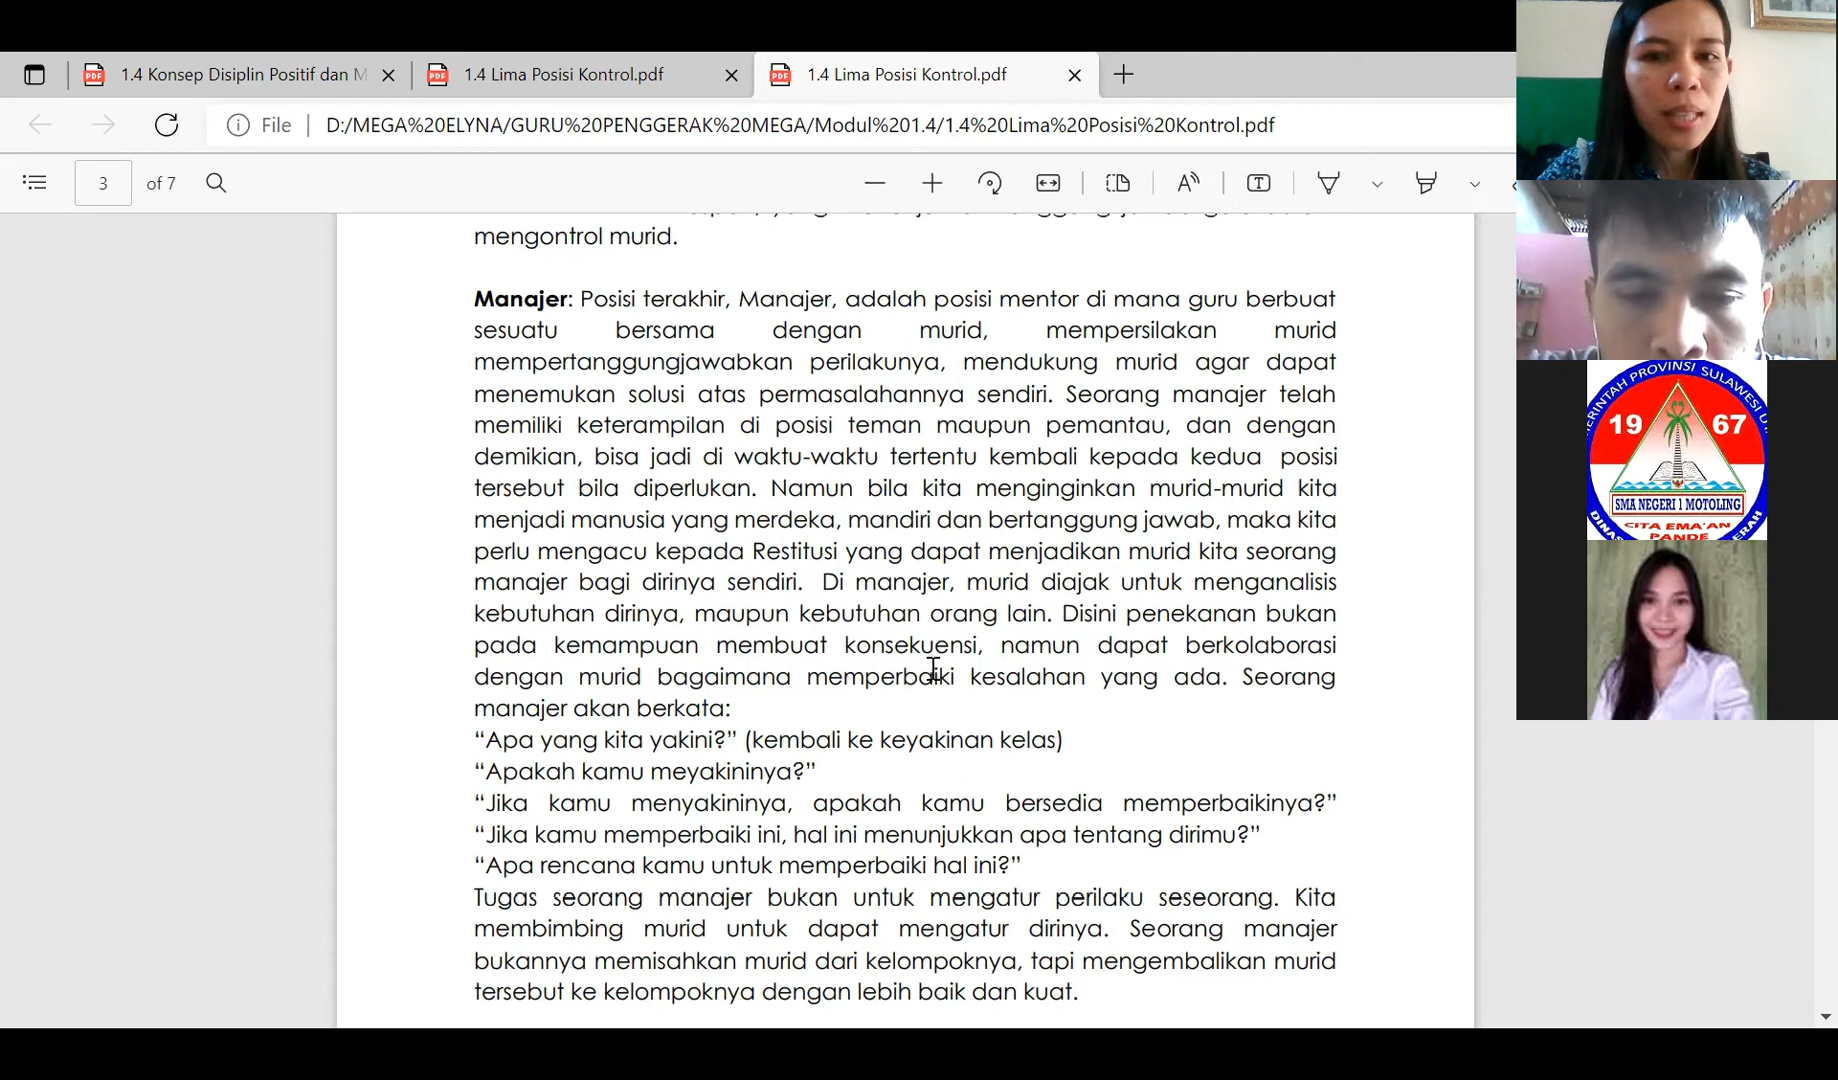 1.4 Konsep Disiplin Positif dan M
1.4 Lima Posisi Kontrol.pdf
1.4 Lima Posisi Kontrol.pdf
File
D:/MEGA%20ELYNA/GURU%20PENGGERAK%20MEGA/Modul%201.4/1.4%20Lima%20Posisi%20Kontrol.pdf
3 of 7
mengontrol murid.
Manajer: Posisi terakhir, Manajer, adalah posisi mentor di mana guru berbuat
sesuatu bersama dengan murid, mempersilakan murid
mempertanggungjawabkan perilakunya, mendukung murid agar dapat
menemukan solusi atas permasalahannya sendiri. Seorang manajer telah
memiliki keterampilan di posisi teman maupun pemantau, dan dengan
demikian, bisa jadi di waktu-waktu tertentu kembali kepada kedua posisi
tersebut bila diperlukan. Namun bila kita menginginkan murid-murid kita
menjadi manusia yang merdeka, mandiri dan bertanggung jawab, maka kita
perlu mengacu kepada Restitusi yang dapat menjadikan murid kita seorang
manajer bagi dirinya sendiri. Di manajer, murid diajak untuk menganalisis
kebutuhan dirinya, maupun kebutuhan orang lain. Disini penekanan bukan
pada kemampuan membuat konsekuensi, namun dapat berkolaborasi
dengan murid bagaimana memperbaiki kesalahan yang ada. Seorang
manajer akan berkata:
“Apa yang kita yakini?” (kembali ke keyakinan kelas)
“Apakah kamu meyakininya?”
“Jika kamu menyakininya, apakah kamu bersedia memperbaikinya?”
“Jika kamu memperbaiki ini, hal ini menunjukkan apa tentang dirimu?”
“Apa rencana kamu untuk memperbaiki hal ini?”
Tugas seorang manajer bukan untuk mengatur perilaku seseorang. Kita
membimbing murid untuk dapat mengatur dirinya. Seorang manajer
bukannya memisahkan murid dari kelompoknya, tapi mengembalikan murid
tersebut ke kelompoknya dengan lebih baik dan kuat.
PROVINSI SULAWESI
19 67
SMA NEGERI 1 MOTOLING
CITA EMA'AN
PANDE